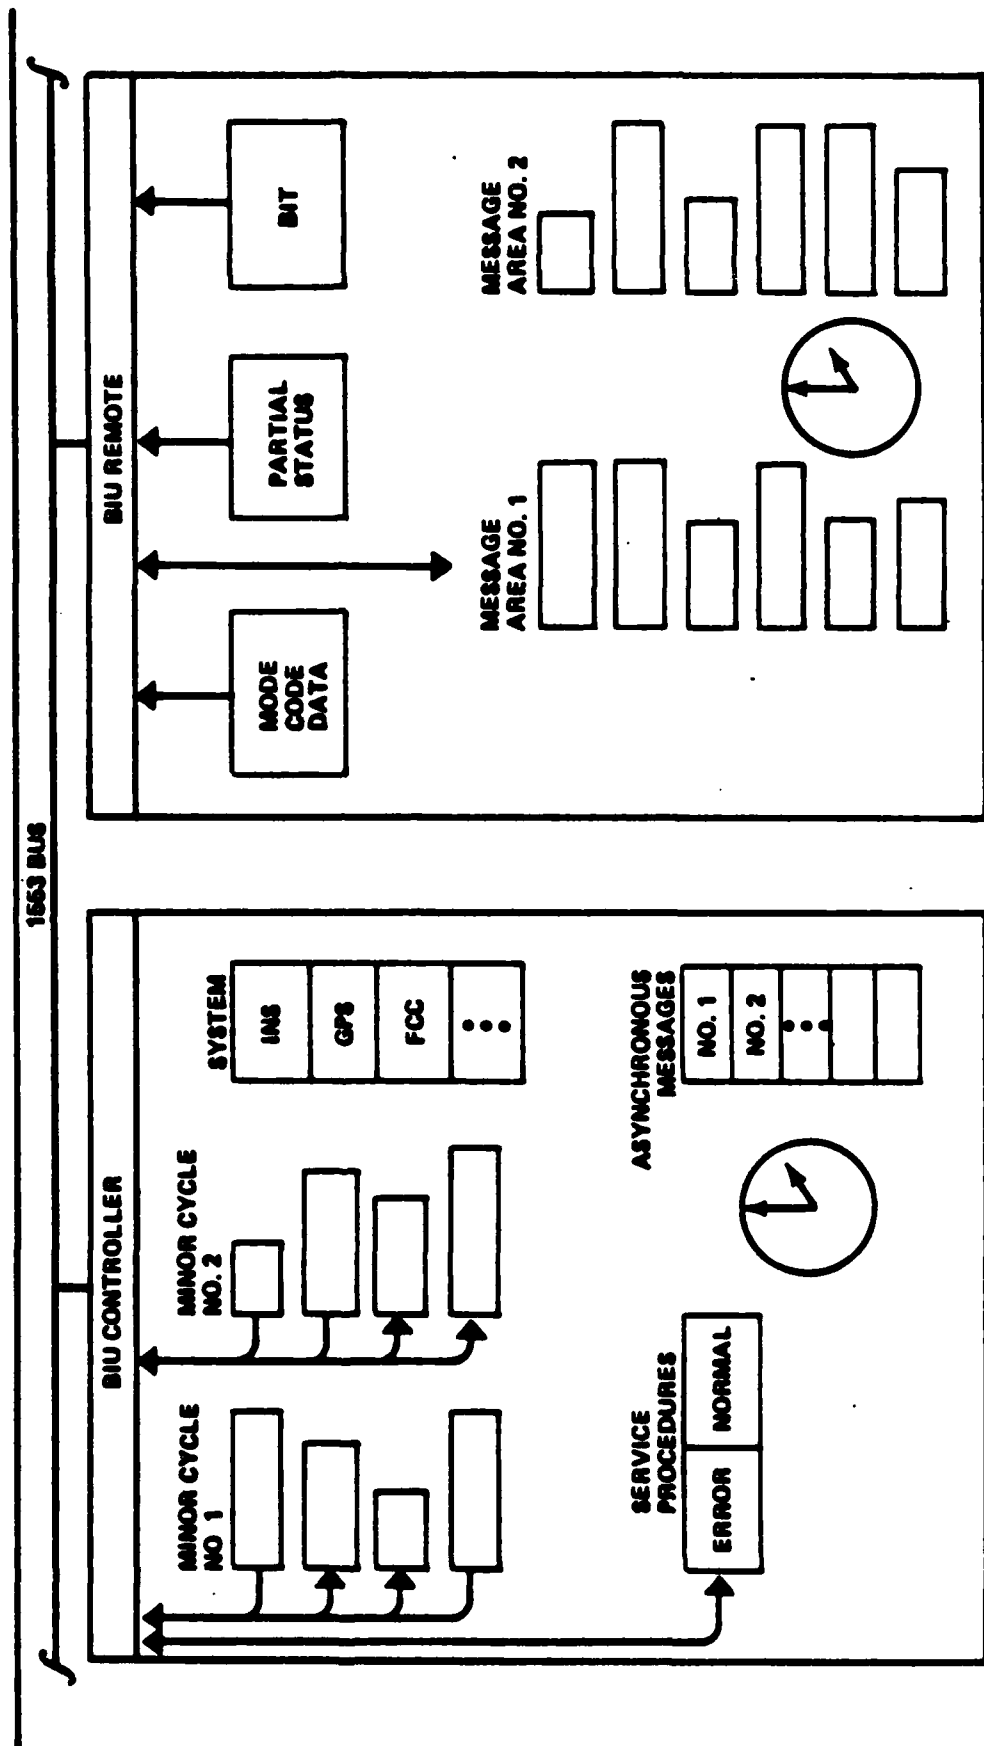 1553 BUS
BIU CONTROLLER
MINOR CYCLE
NO 1
MINOR CYCLE
NO. 2
SYSTEM
INS
GPS
FCC
SERVICE
PROCEDURES
ERROR
NORMAL
ASYNCHRONOUS
MESSAGES
NO. 1
NO. 2
BIU REMOTE
MODE
CODE
DATA
PARTIAL
STATUS
BIT
MESSAGE
AREA NO. 1
MESSAGE
AREA NO. 2